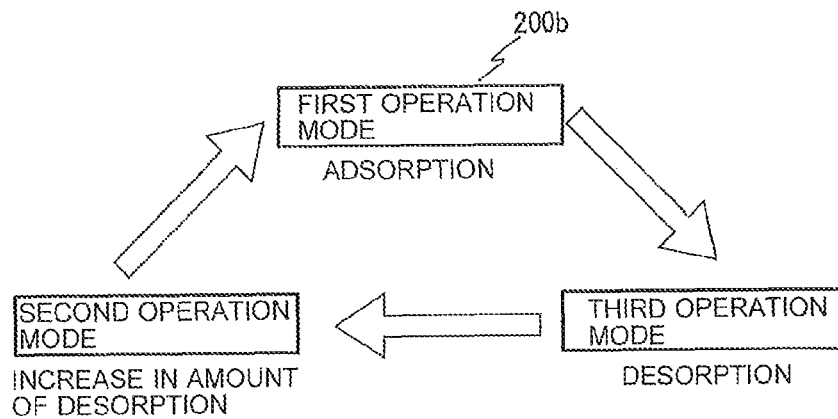 200b
FIRST OPERATION
MODE
ADSORPTION
SECOND OPERATION
MODE
INCREASE IN AMOUNT
OF DESORPTION
THIRD OPERATION
MODE
DESORPTION